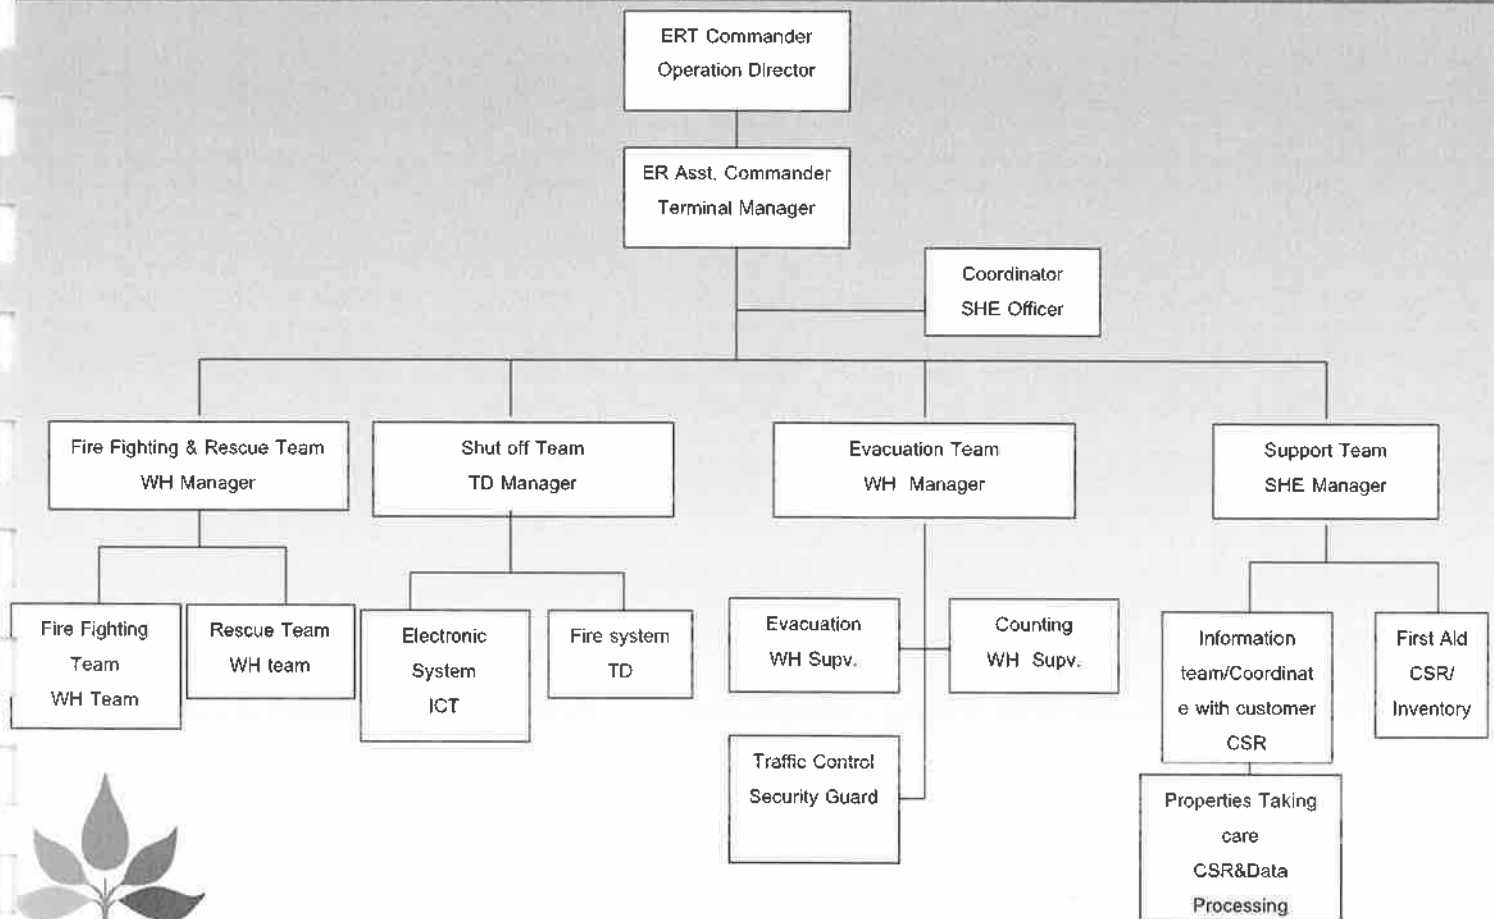 ERT Commander
Operation Director
ER Asst. Commander
Terminal Manager
Coordinator
SHE Officer
Fire Fighting & Rescue Team
WH Manager
Shut off Team
TD Manager
Evacuation Team
WH Manager
Support Team
SHE Manager
Fire Fighting
Team
WH Team
Rescue Team
WH team
Electronic
System
ICT
Fire system
TD
Evacuation
WH Supv.
Counting
WH Supv.
Traffic Control
Security Guard
Information
team/Coordinat
e with customer
CSR
First Aid
CSR/
Inventory
Properties Taking
care
CSR&Data
Processing